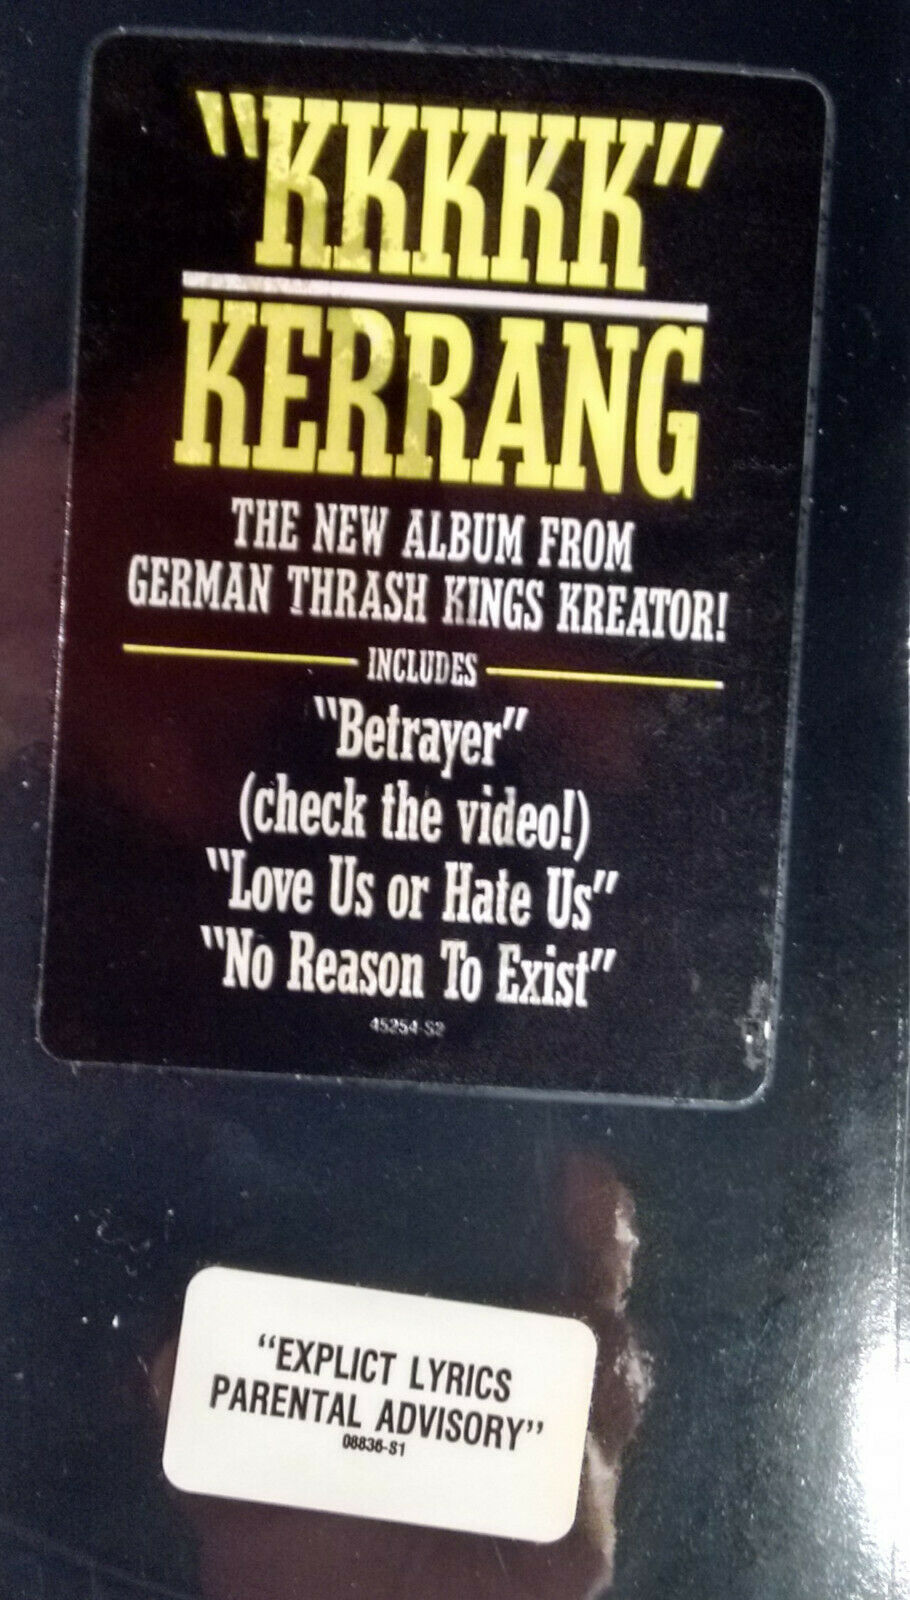 "KKKKK"
KERRANG
THE NEW ALBUM FROM
GERMAN THRASH KINGS KREATOR!
INCLUDES
"Betrayer"
(check the video!)
"Love Us or Hate Us"
"No Reason To Exist"
45254-S2
"EXPLICT LYRICS
PARENTAL ADVISORY"
08836-S1